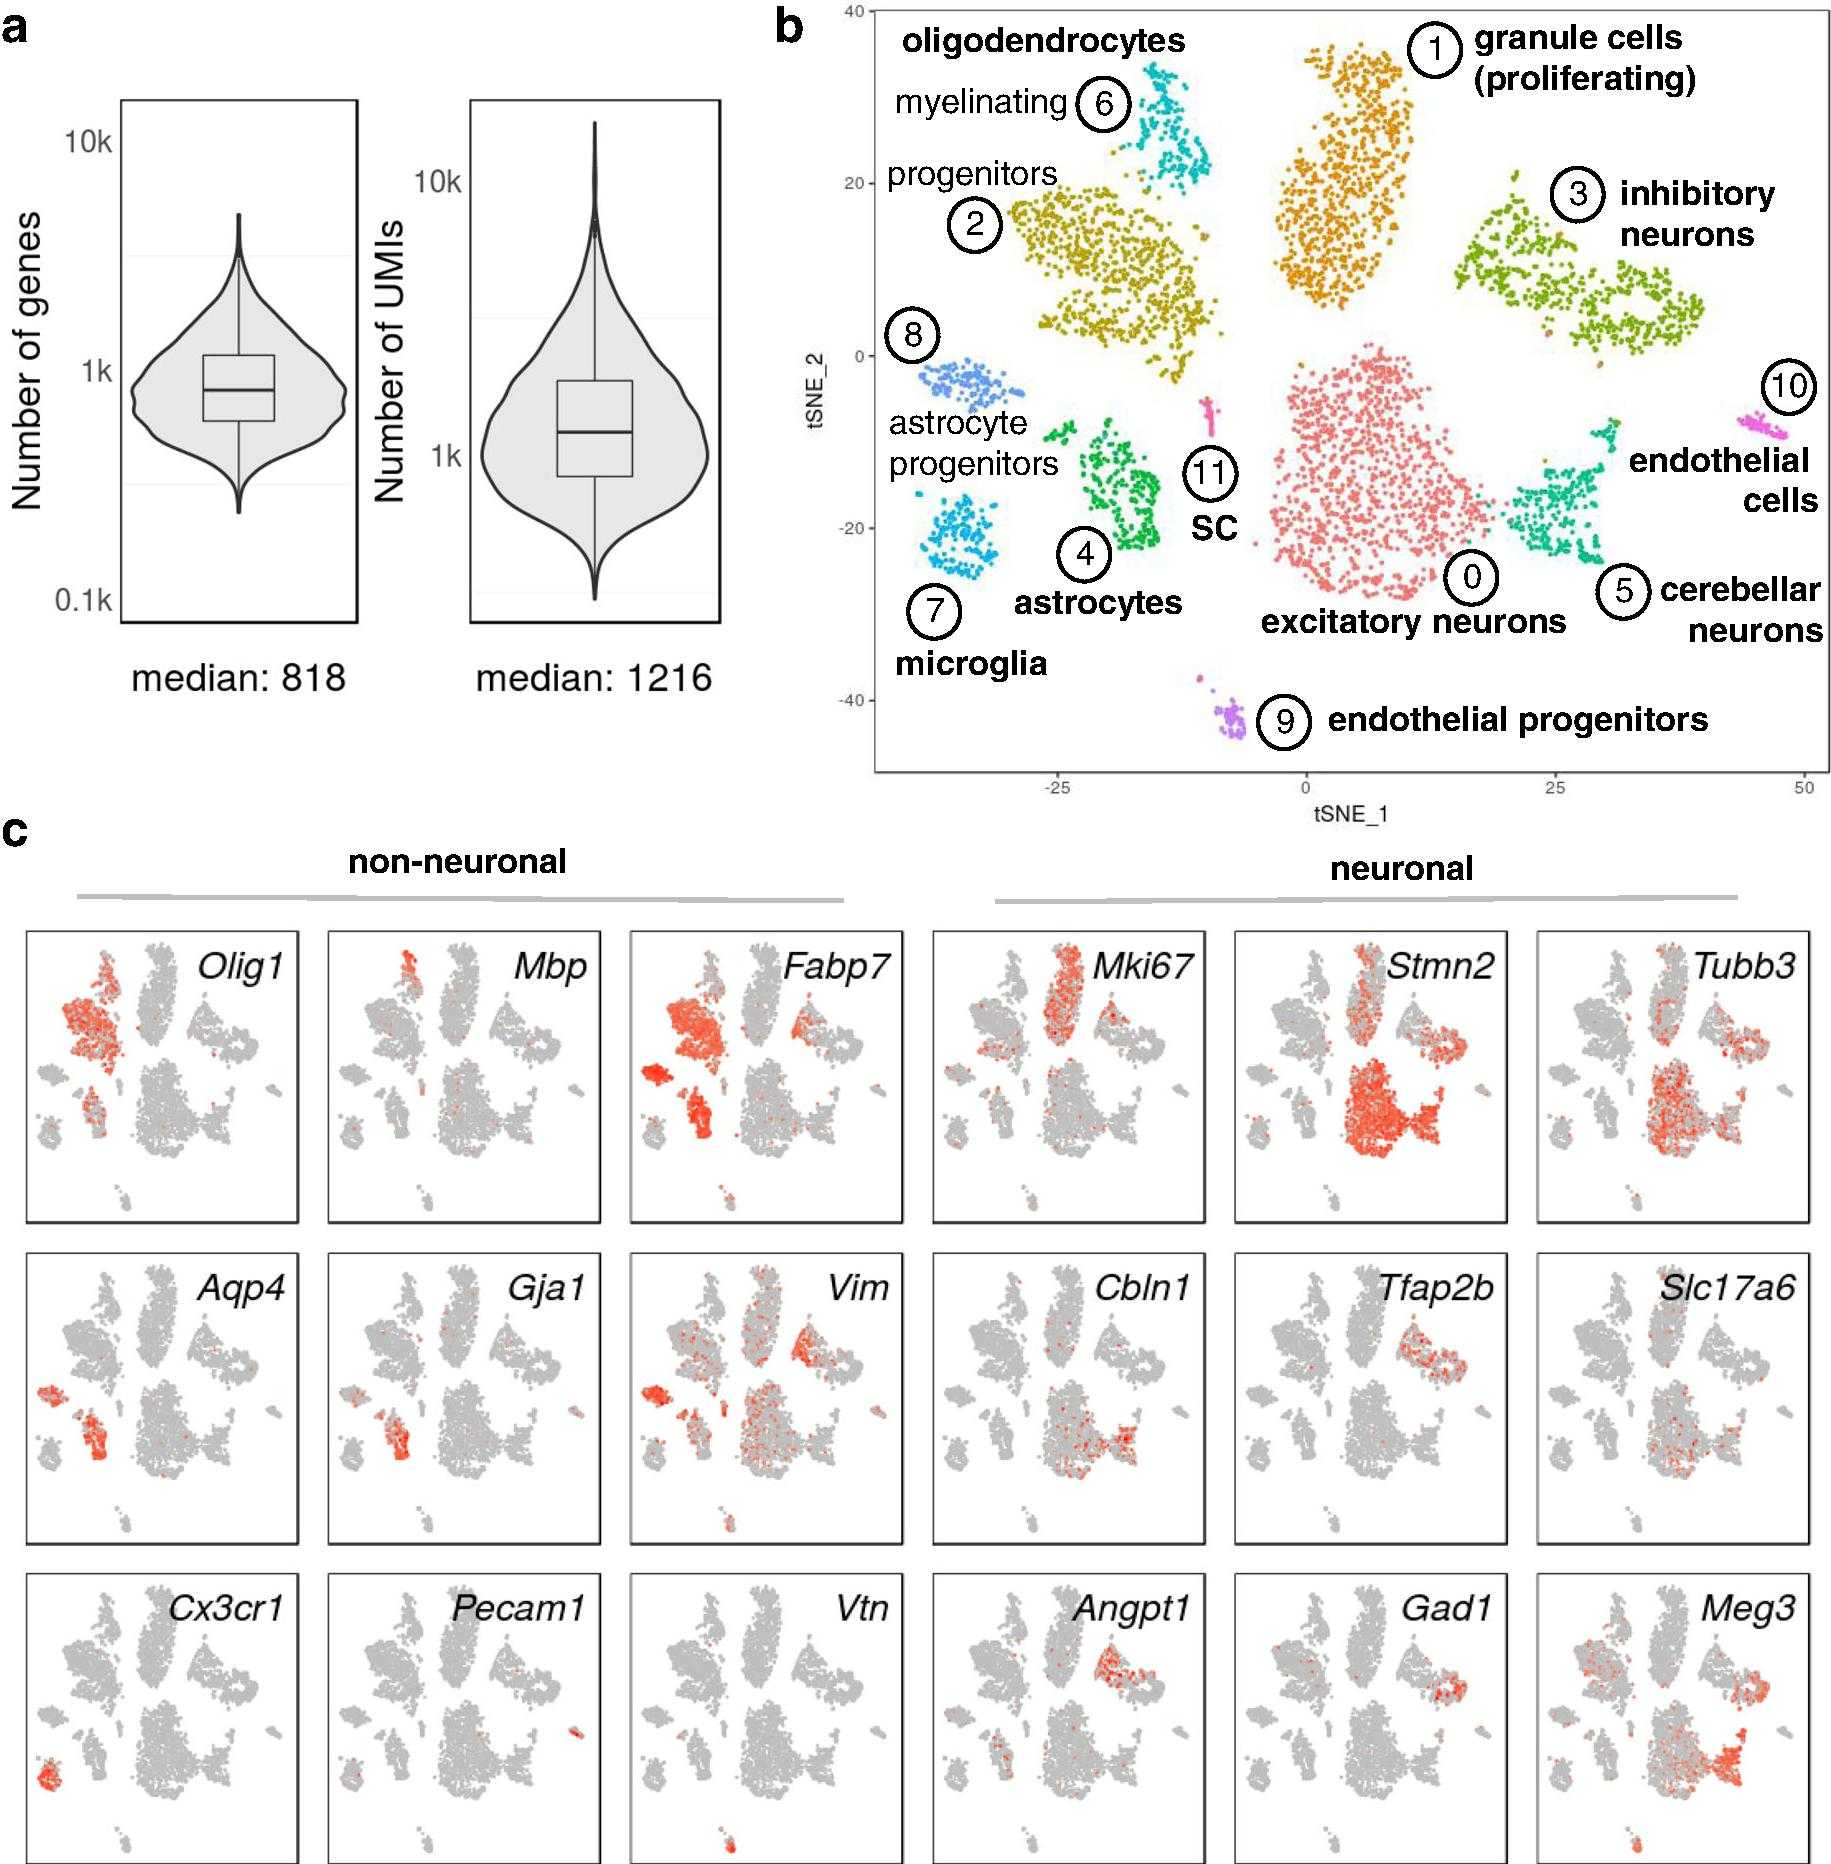 a
Number of genes
10k
1k
0.1k
median: 818
Number of UMIs
10k
1k
median: 1216
b
tSNE_2
40
20
0
-20
-40
-25
0
25
50
tSNE_1
oligodendrocytes
myelinating 6
progenitors
2
1 granule cells
(proliferating)
3 inhibitory
neurons
8
astrocyte
progenitors
10
endothelial
cells
11
SC
4
astrocytes
7
microglia
0
excitatory neurons
5 cerebellar
neurons
9 endothelial progenitors
c
non-neuronal
neuronal
Olig1
Mbp
Fabp7
Mki67
Stmn2
Tubb3
Aqp4
Gja1
Vim
Cbln1
Tfap2b
Slc17a6
Cx3cr1
Pecam1
Vtn
Angpt1
Gad1
Meg3